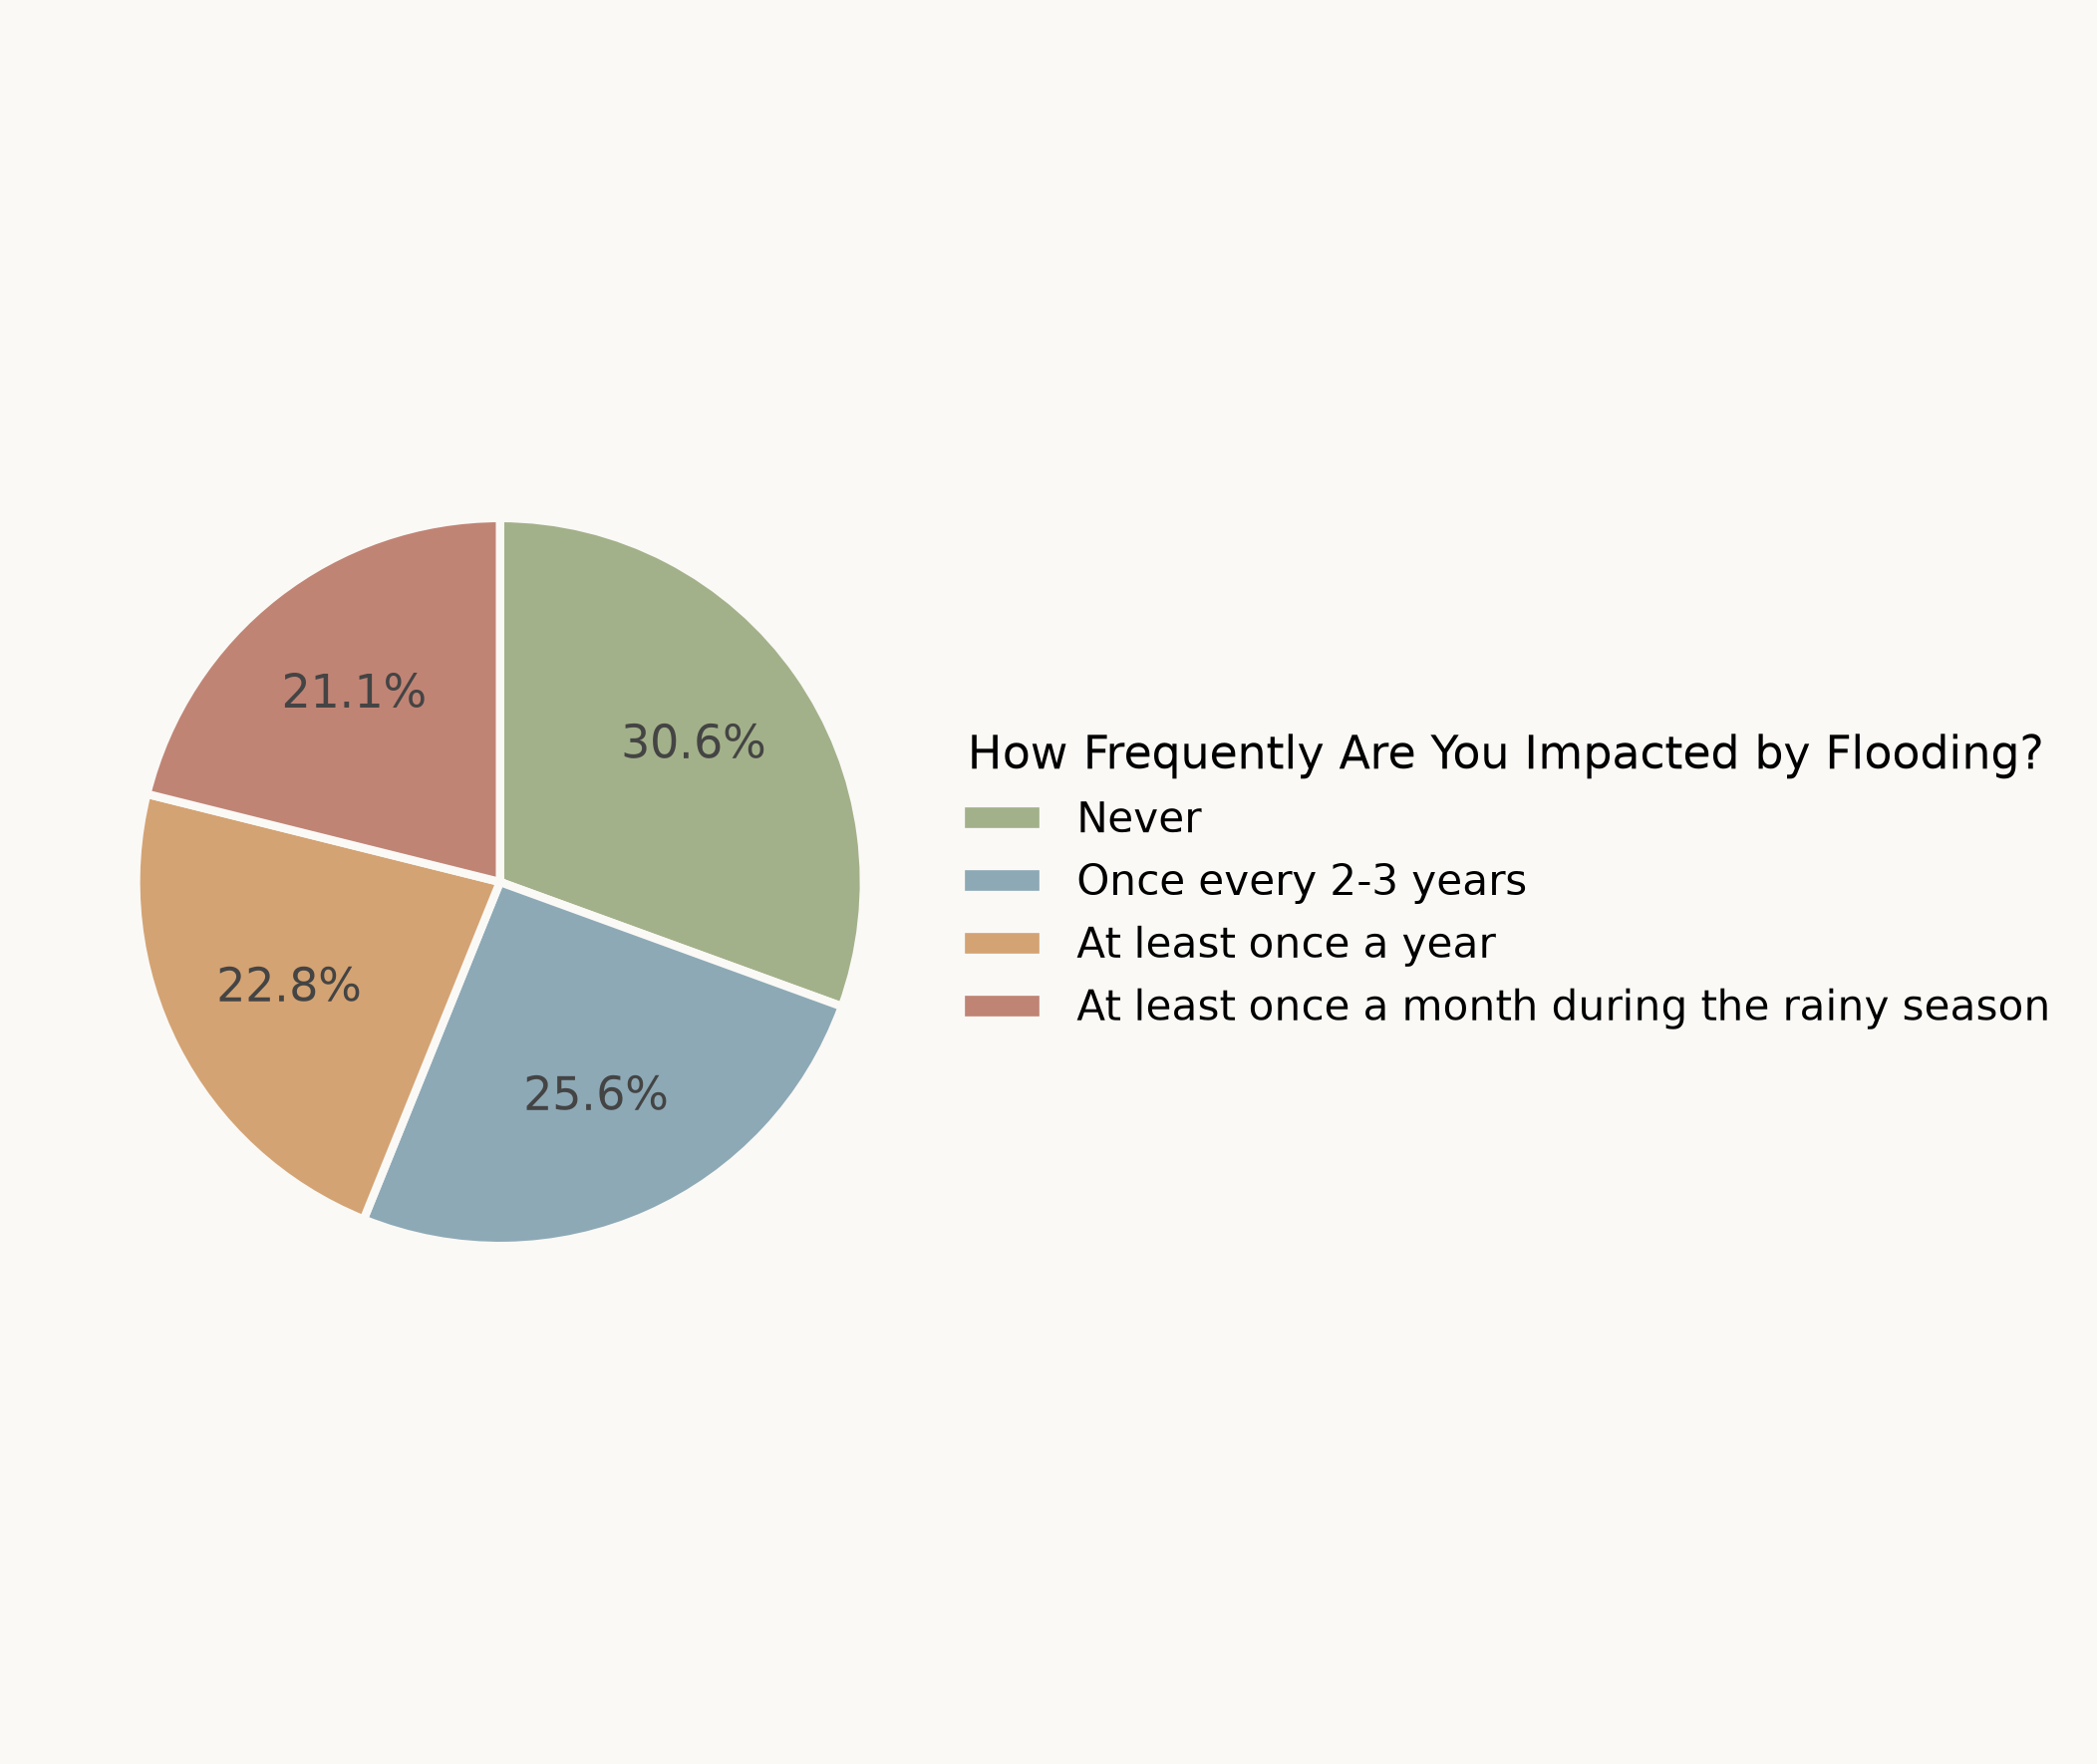 21.1%
30.6%
22.8%
25.6%
How Frequently Are You Impacted by Flooding?
Never
Once every 2-3 years
At least once a year
At least once a month during the rainy season